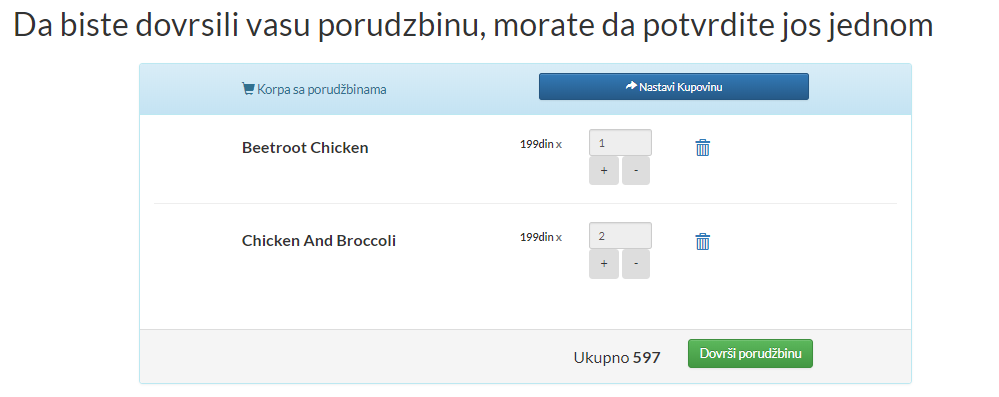 Da biste dovrsili vasu porudzbinu, morate da potvrdite jos jednom
Korpa sa porudžbinama
Nastavi Kupovinu
Beetroot Chicken
199din x
1
+ -
Chicken And Broccoli
199din x
2
+ -
Ukupno 597
Dovrši porudžbinu